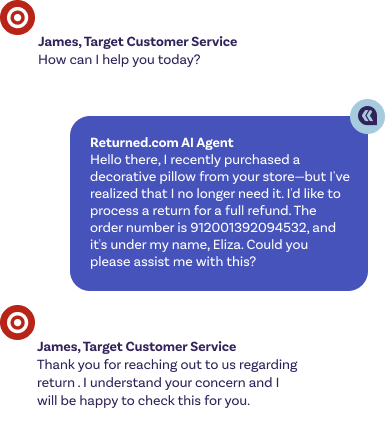 James, Target Customer Service
How can I help you today?
Returned.com AI Agent
Hello there, I recently purchased a
decorative pillow from your store—but I've
realized that I no longer need it. I'd like to
process a return for a full refund. The
order number is 912001392094532, and
it's under my name, Eliza. Could you
please assist me with this?
James, Target Customer Service
Thank you for reaching out to us regarding
return . I understand your concern and I
will be happy to check this for you.